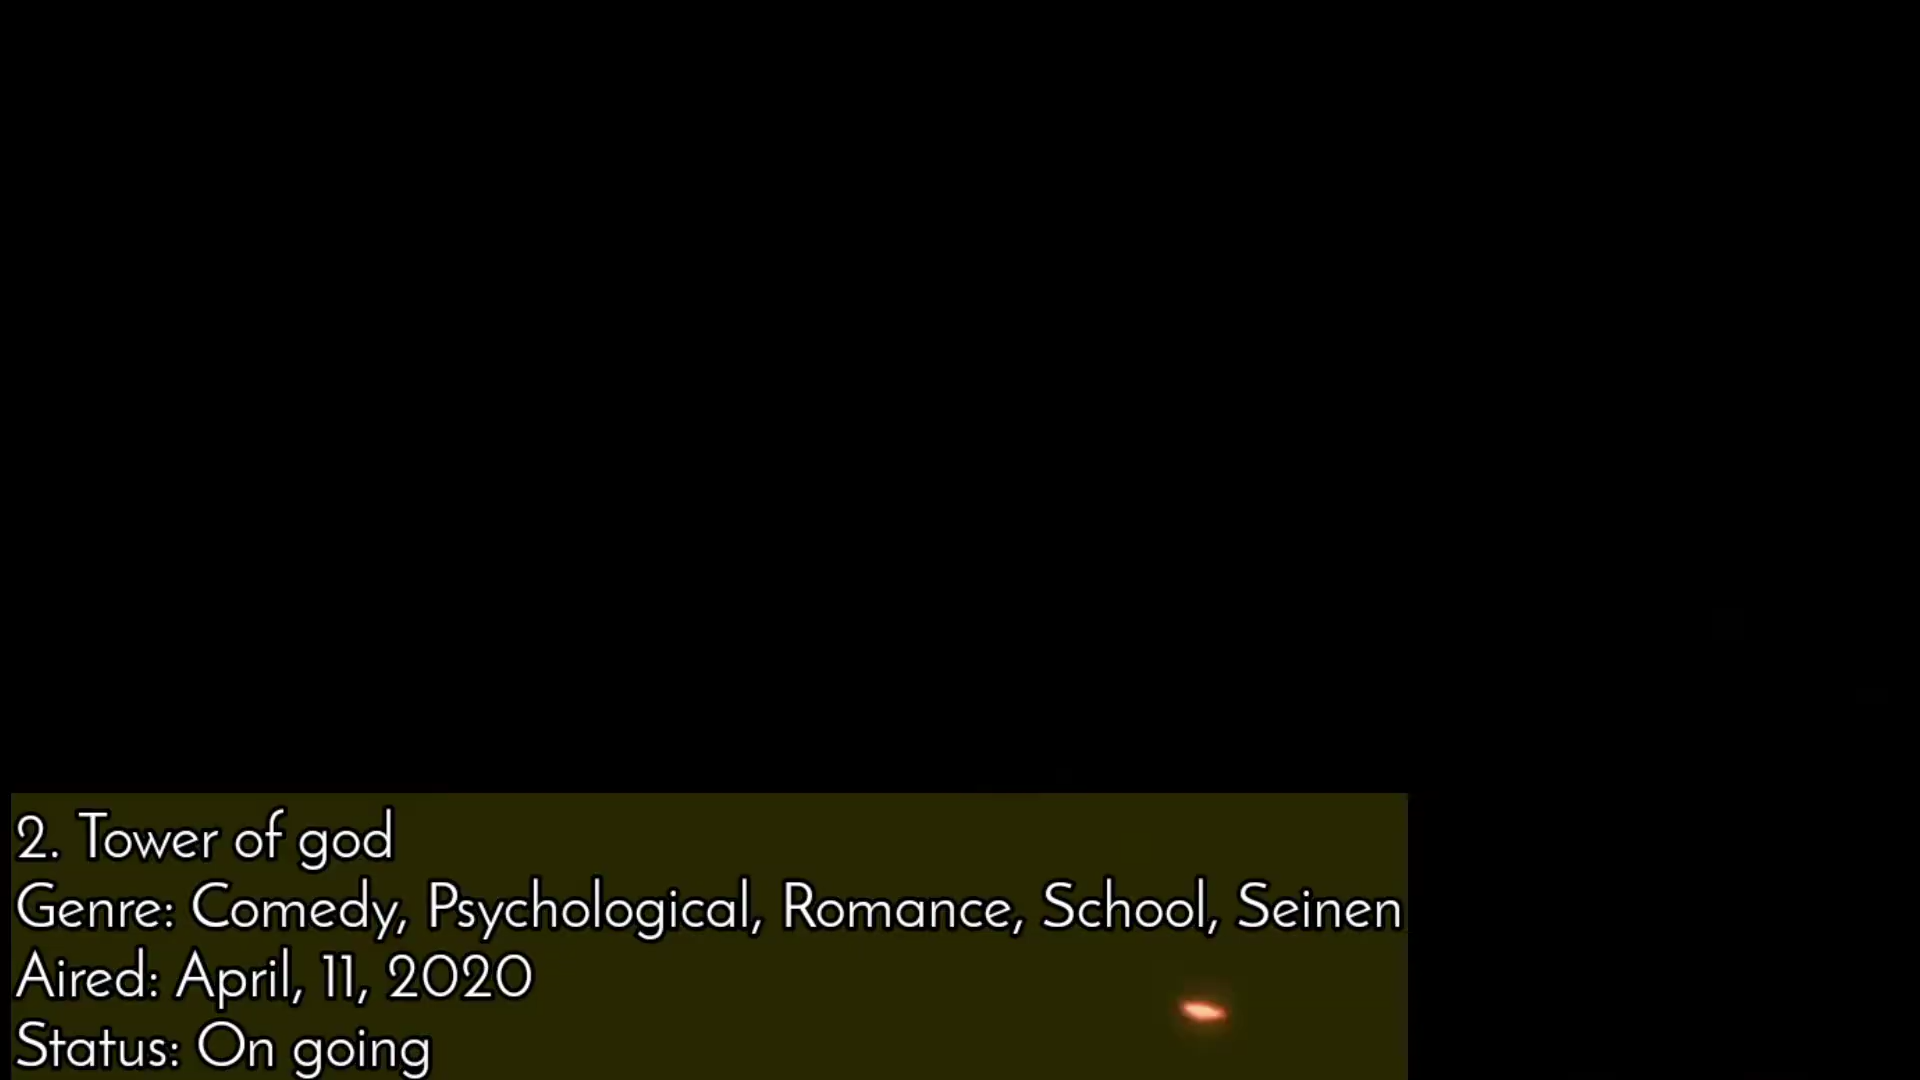 2. Tower of god
Genre: Comedy, Psychological, Romance, School, Seinen
Aired: April, 11, 2020
Status: On going